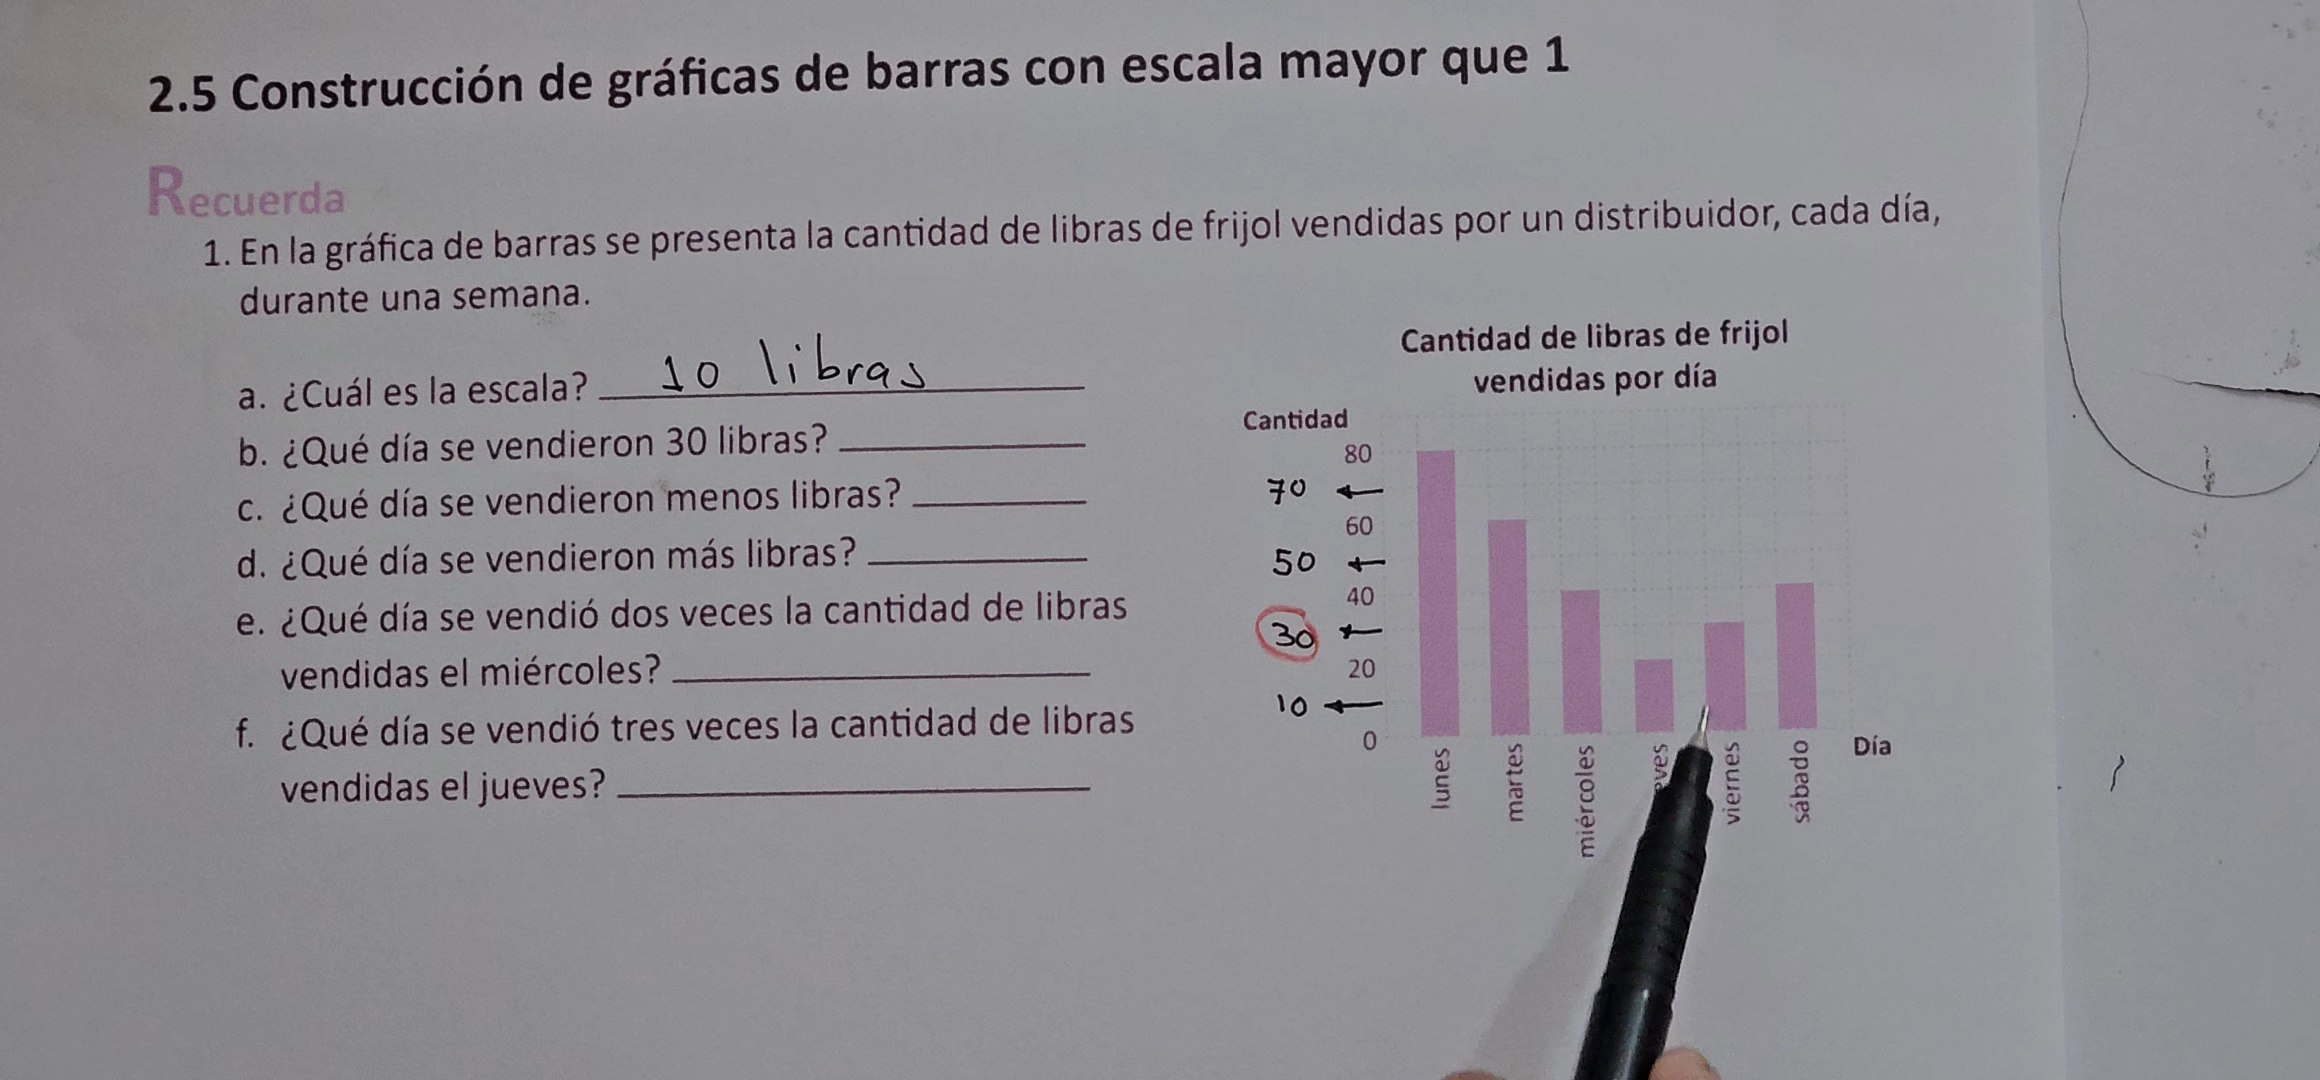 2.5 Construcción de gráficas de barras con escala mayor que 1
Recuerda
1. En la gráfica de barras se presenta la cantidad de libras de frijol vendidas por un distribuidor, cada día,
durante una semana.
a. ¿Cuál es la escala? 10 libras
b. ¿Qué día se vendieron 30 libras?
c. ¿Qué día se vendieron menos libras?
d. ¿Qué día se vendieron más libras?
e. ¿Qué día se vendió dos veces la cantidad de libras
vendidas el miércoles?
f. ¿Qué día se vendió tres veces la cantidad de libras
vendidas el jueves?
Cantidad de libras de frijol
vendidas por día
Cantidad
80
70
60
50
40
30
20
10
0
lunes
martes
miércoles
eves
viernes
sábado
Día